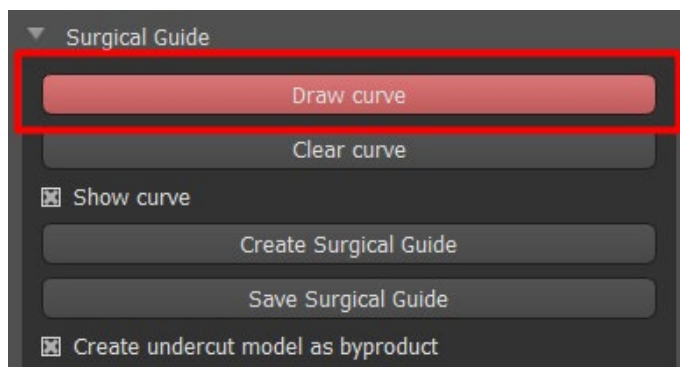 Surgical Guide
Draw curve
Clear curve
Show curve
Create Surgical Guide
Save Surgical Guide
Create undercut model as byproduct